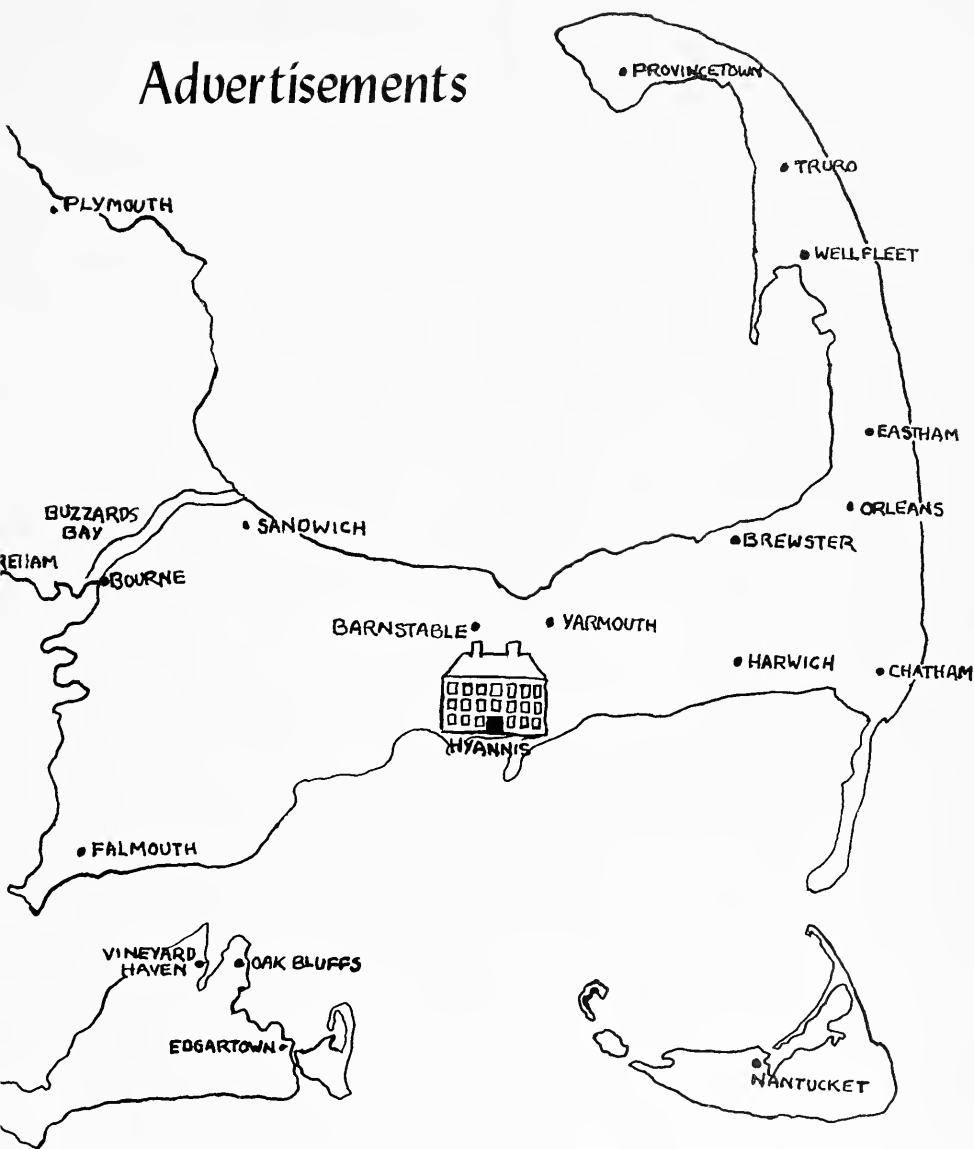 Advertisements
PROVINCETOWN
TRURO
PLYMOUTH
WELLFLEET
EASTHAM
ORLEANS
BUZZARDS
BAY
SANDWICH
BREWSTER
BOURNE
BARNSTABLE
YARMOUTH
HARWICH
CHATHAM
HYANNIS
FALMOUTH
VINEYARD
HAVEN
OAK BLUFFS
EDGARTOWN
NANTUCKET